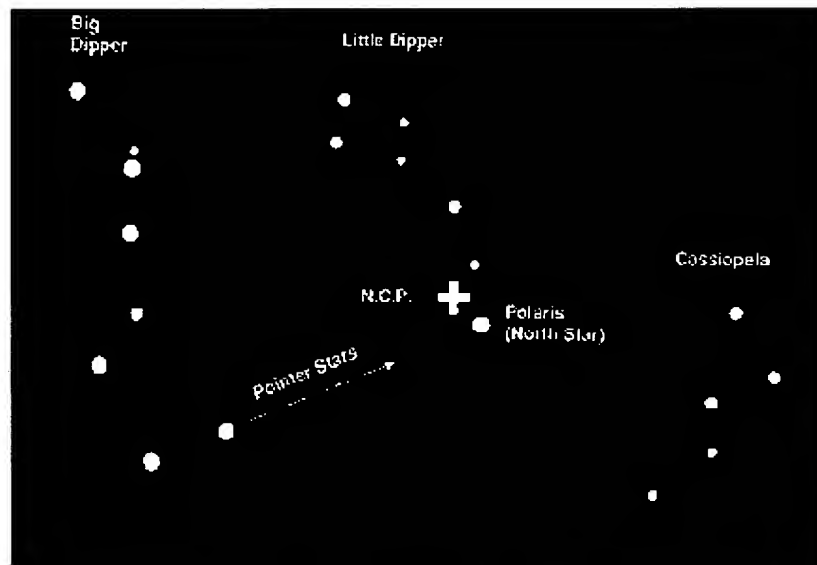 Big
Dipper
Little Dipper
Cassiopeia
N.C.P.
Polaris
(North Star)
Pointer Stars